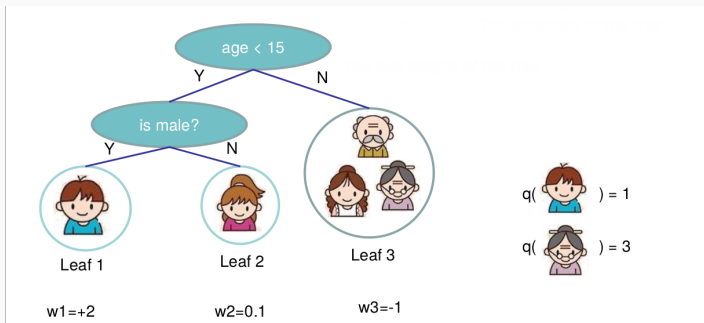 age < 15
Y
N
is male?
Y
N
q( ) = 1
q( ) = 3
Leaf 1
Leaf 2
Leaf 3
w1=+2
w2=0.1
w3=-1